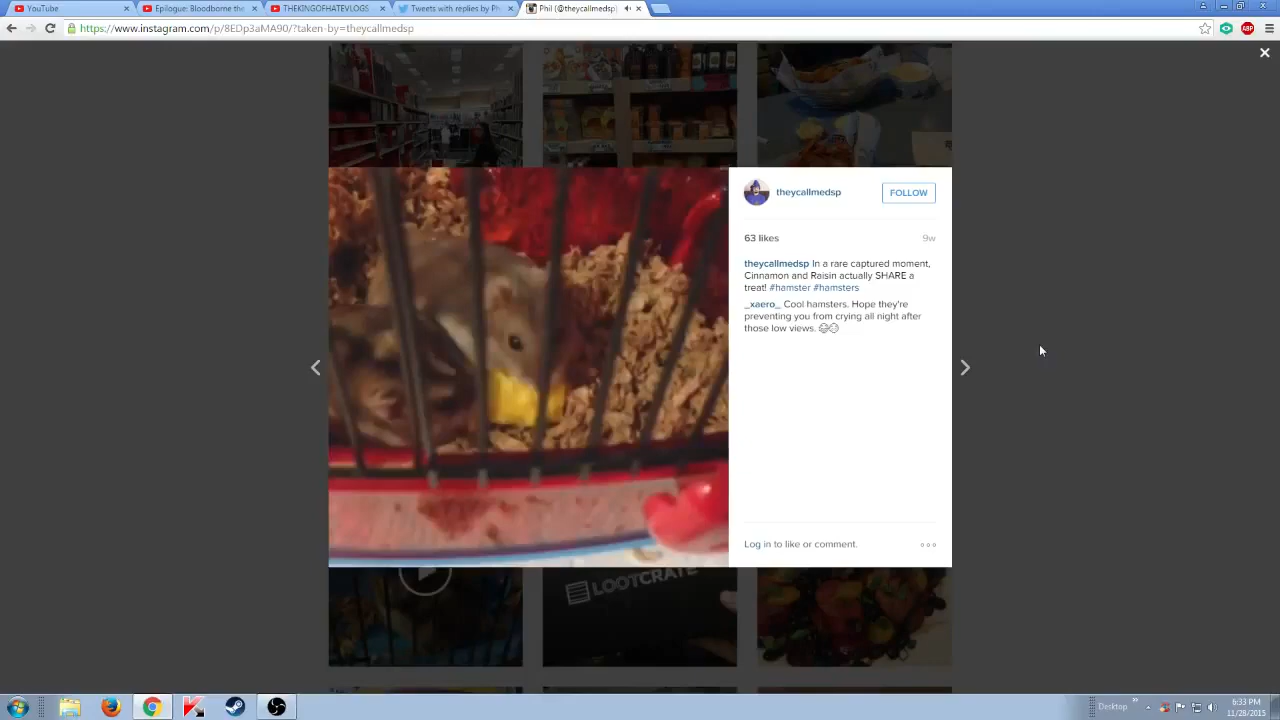 YouTube
Epilogue: Bloodborne the
THEKINGOFHATEVLOGS
Tweets with replies by Ph
Phil (@theycallmedsp)
https://www.instagram.com/p/8EDp3aMA90/?taken-by=theycallmedsp
ABP
theycallmedsp
FOLLOW
63 likes
9w
theycallmedsp In a rare captured moment,
Cinnamon and Raisin actually SHARE a
treat! #hamster #hamsters
_xaero_ Cool hamsters. Hope they're
preventing you from crying all night after
those low views.
Log in to like or comment.
LOOTCRATE
Desktop
6:33 PM
11/28/2015